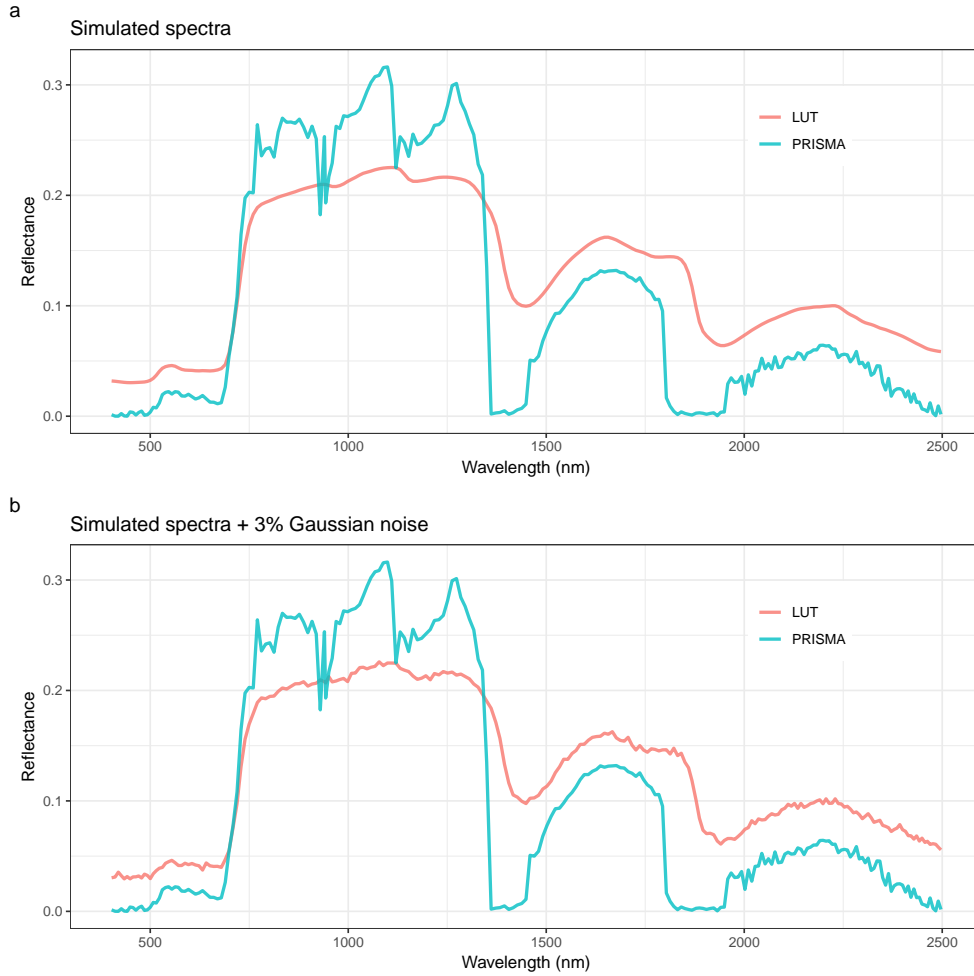 a
Simulated spectra
0.3
0.2
0.1
0.0
Reflectance
LUT
PRISMA
500
1000
1500
2000
2500
Wavelength (nm)
b
Simulated spectra + 3% Gaussian noise
0.3
0.2
0.1
0.0
Reflectance
LUT
PRISMA
500
1000
1500
2000
2500
Wavelength (nm)